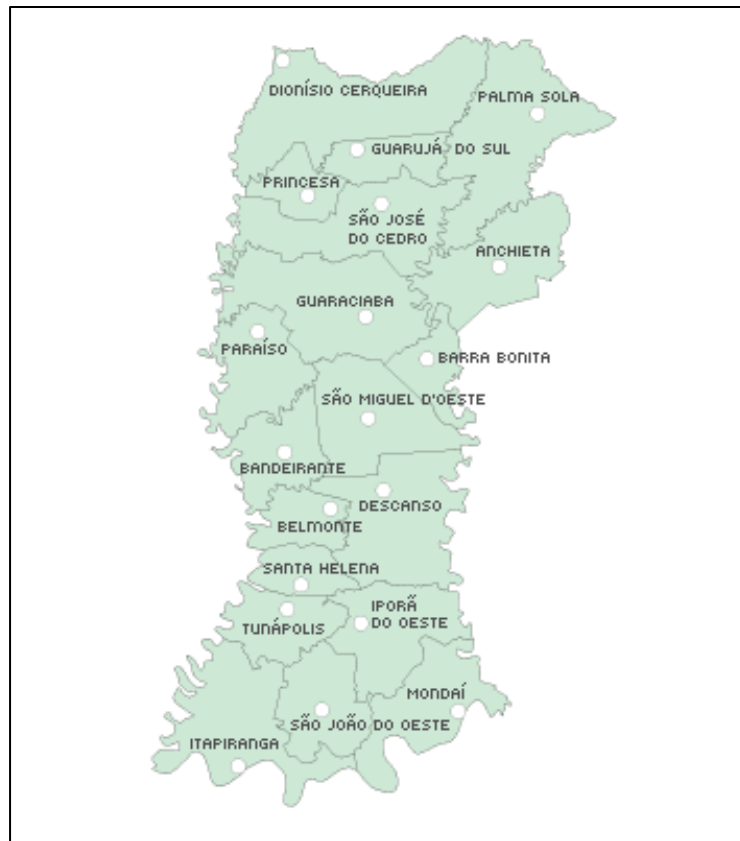 DIONÍSIO CERQUEIRA
PALMA SOLA
GUARUJÁ DO SUL
PRINCESA
SÃO JOSÉ
DO CEDRO
ANCHIETA
GUARACIABA
PARAÍSO
BARRA BONITA
SÃO MIGUEL D'OESTE
BANDEIRANTE
DESCANSO
BELMONTE
SANTA HELENA
IPORÃ
DO OESTE
TUNÁPOLIS
MONDAÍ
SÃO JOÃO DO OESTE
ITAPIRANGA